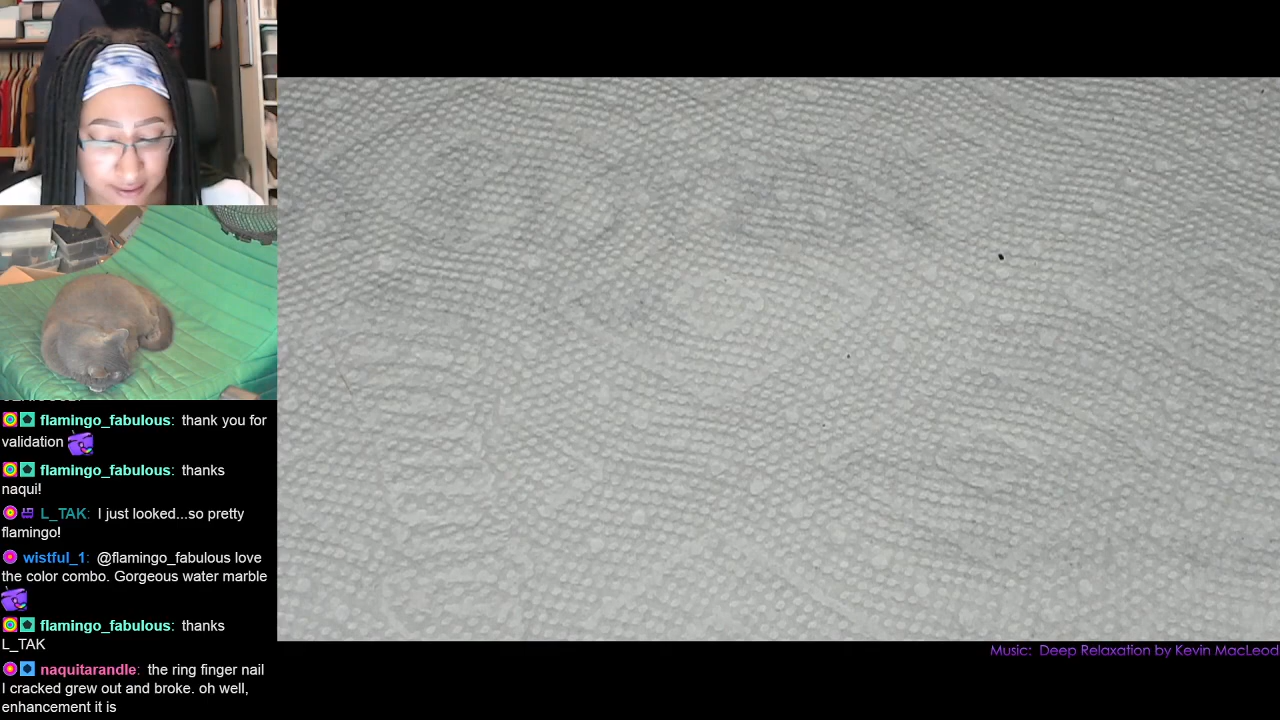 flamingo_fabulous: thank you for
validation
flamingo_fabulous: thanks
naqui!
L_TAK: I just looked...so pretty
flamingo!
wistful_1: @flamingo_fabulous love
the color combo. Gorgeous water marble
flamingo_fabulous: thanks
L_TAK
naquitarandle: the ring finger nail
I cracked grew out and broke. oh well,
enhancement it is
Music: Deep Relaxation by Kevin MacLeod